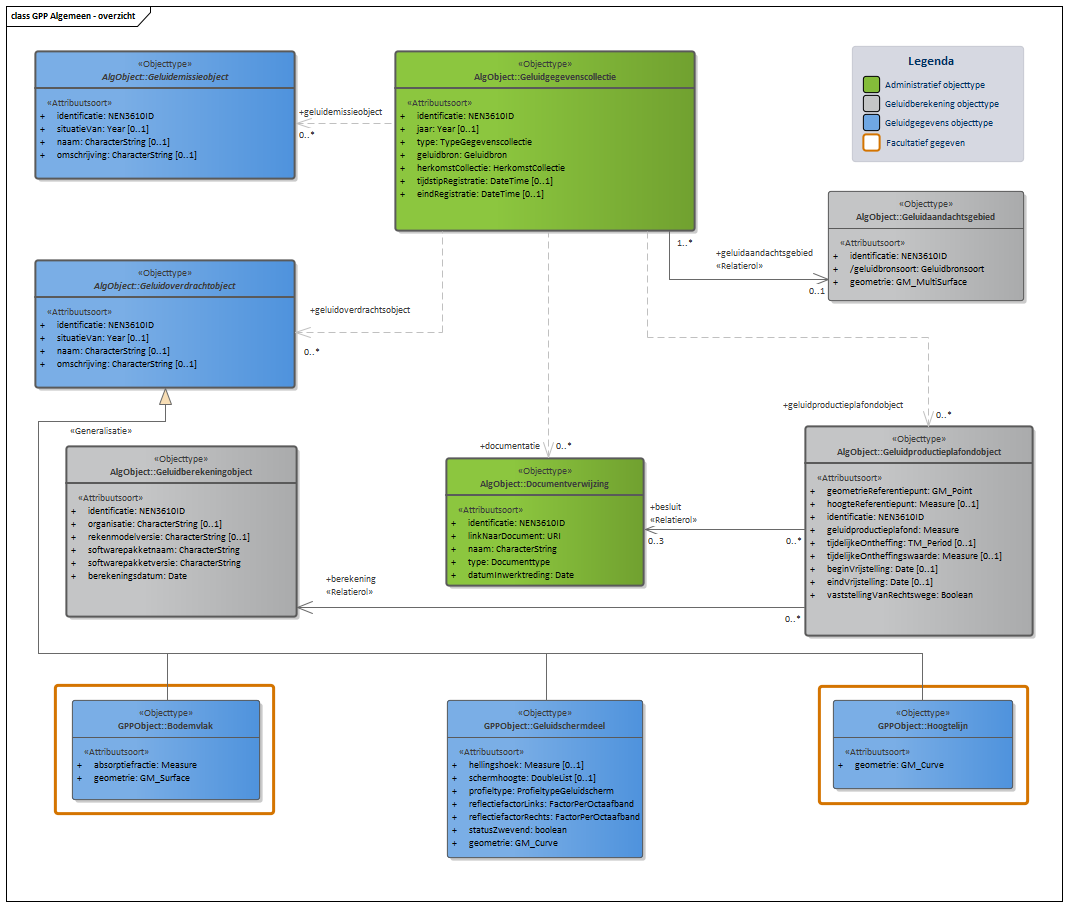 class GPP Algemeen - overzicht
«Objecttype»
AlgObject::Geluidemissieobject
«Attribuutsoort»
+ identificatie: NEN3610ID
+ situatieVan: Year [0..1]
+ naam: CharacterString [0..1]
+ omschrijving: CharacterString [0..1]
+geluidemissieobject
0..*
«Objecttype»
AlgObject::Geluidgegevenscollectie
«Attribuutsoort»
+ identificatie: NEN3610ID
+ jaar: Year [0..1]
+ type: TypeGegevenscollectie
+ geluidbron: Geluidbron
+ herkomstCollectie: HerkomstCollectie
+ tijdstipRegistratie: DateTime [0..1]
+ eindRegistratie: DateTime [0..1]
Legenda
Administratief objecttype
Geluidberekening objecttype
Geluidgegevens objecttype
Facultatief gegeven
«Objecttype»
AlgObject::Geluidaandachtsgebied
«Attribuutsoort»
+ identificatie: NEN3610ID
+ /geluidbronsoort: Geluidbronsoort
+ geometrie: GM_MultiSurface
1..*
+geluidaandachtsgebied
«Relatierol»
0..1
«Objecttype»
AlgObject::Geluidoverdrachtobject
«Attribuutsoort»
+ identificatie: NEN3610ID
+ situatieVan: Year [0..1]
+ naam: CharacterString [0..1]
+ omschrijving: CharacterString [0..1]
+geluidoverdrachtsobject
0..*
«Generalisatie»
+documentatie
0..*
+geluidproductieplafondobject
0..*
«Objecttype»
AlgObject::Geluidberekeningobject
«Attribuutsoort»
+ identificatie: NEN3610ID
+ organisatie: CharacterString [0..1]
+ rekenmodelversie: CharacterString [0..1]
+ softwarepakketnaam: CharacterString
+ softwarepakketversie: CharacterString
+ berekeningsdatum: Date
«Objecttype»
AlgObject::Documentverwijzing
«Attribuutsoort»
+ identificatie: NEN3610ID
+ linkNaarDocument: URI
+ naam: CharacterString
+ type: Documenttype
+ datumInwerktreding: Date
+besluit
«Relatierol»
0..3
0..*
«Objecttype»
AlgObject::Geluidproductieplafondobject
«Attribuutsoort»
+ geometrieReferentiepunt: GM_Point
+ hoogteReferentiepunt: Measure [0..1]
+ identificatie: NEN3610ID
+ geluidproductieplafond: Measure
+ tijdelijkeOntheffing: TM_Period [0..1]
+ tijdelijkeOntheffingswaarde: Measure [0..1]
+ beginVrijstelling: Date [0..1]
+ eindVrijstelling: Date [0..1]
+ vaststellingVanRechtswege: Boolean
+berekening
«Relatierol»
0..*
«Objecttype»
GPPObject::Bodemvlak
«Attribuutsoort»
+ absorptiefractie: Measure
+ geometrie: GM_Surface
«Objecttype»
GPPObject::Geluidschermdeel
«Attribuutsoort»
+ hellingshoek: Measure [0..1]
+ schermhoogte: DoubleList [0..1]
+ profieltype: ProfieltypeGeluidscherm
+ reflectiefactorLinks: FactorPerOctaafband
+ reflectiefactorRechts: FactorPerOctaafband
+ statusZwevend: boolean
+ geometrie: GM_Curve
«Objecttype»
GPPObject::Hoogtelijn
«Attribuutsoort»
+ geometrie: GM_Curve